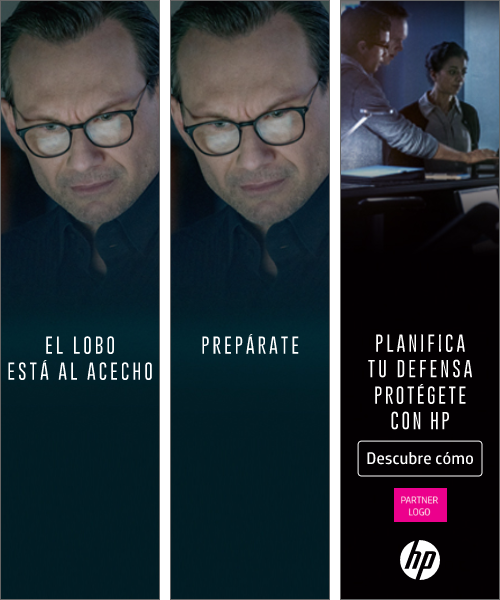 EL LOBO
ESTÁ AL ACECHO
PREPÁRATE
PLANIFICA
TU DEFENSA
PROTÉGETE
CON HP
Descubre cómo
PARTNER
LOGO
hp